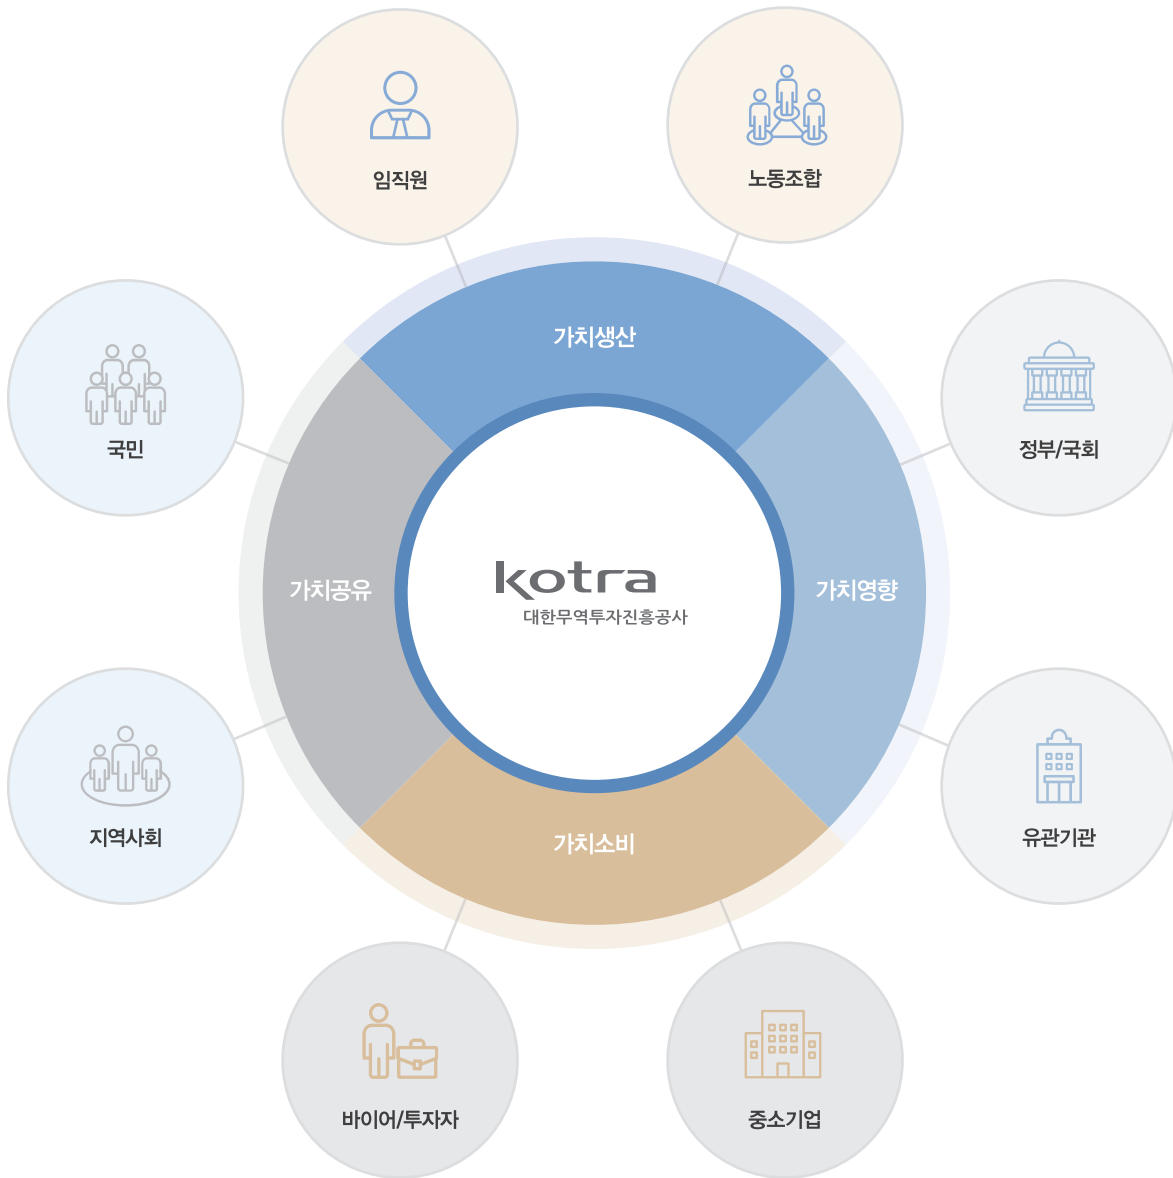 임직원
노동조합
가치생산
국민
정부/국회
가치공유
kotra
대한무역투자진흥공사
가치영향
지역사회
유관기관
가치소비
바이어/투자자
중소기업